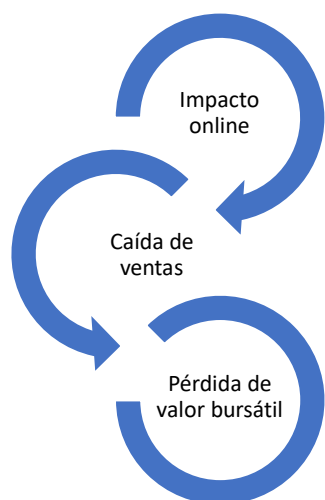 Impacto
online
Caída de
ventas
Pérdida de
valor bursátil